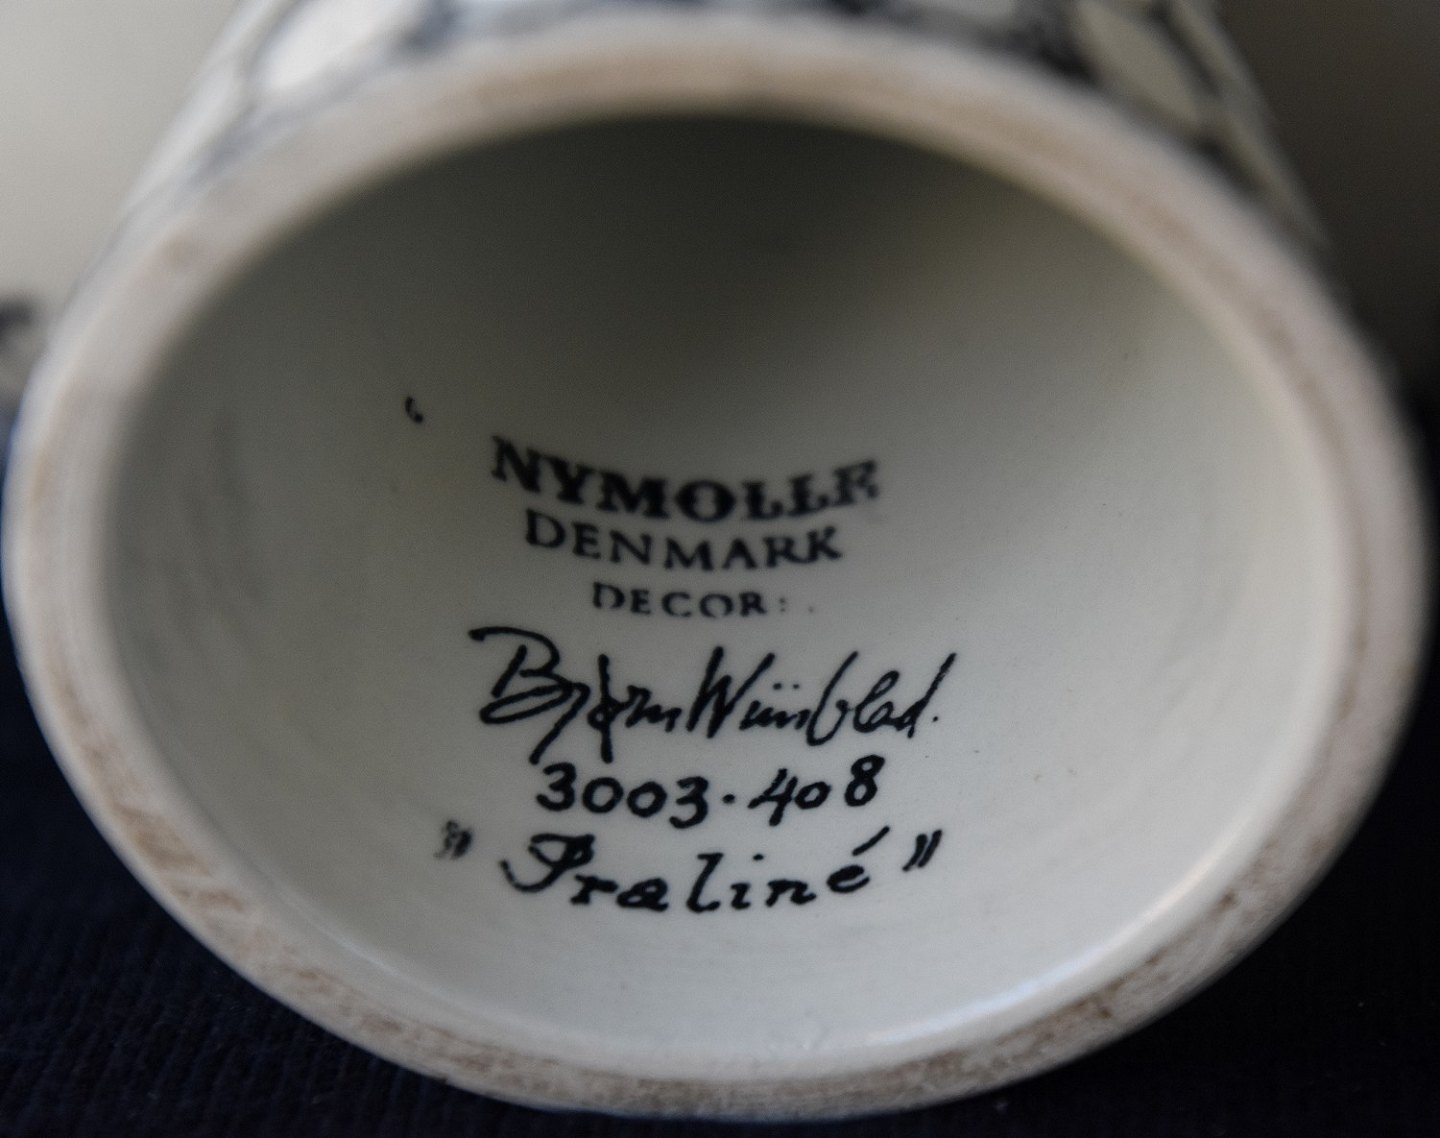 NYMOLLE
DENMARK
DECOR:
Bjørn Wiinblad.
3003·408
"Praliné"